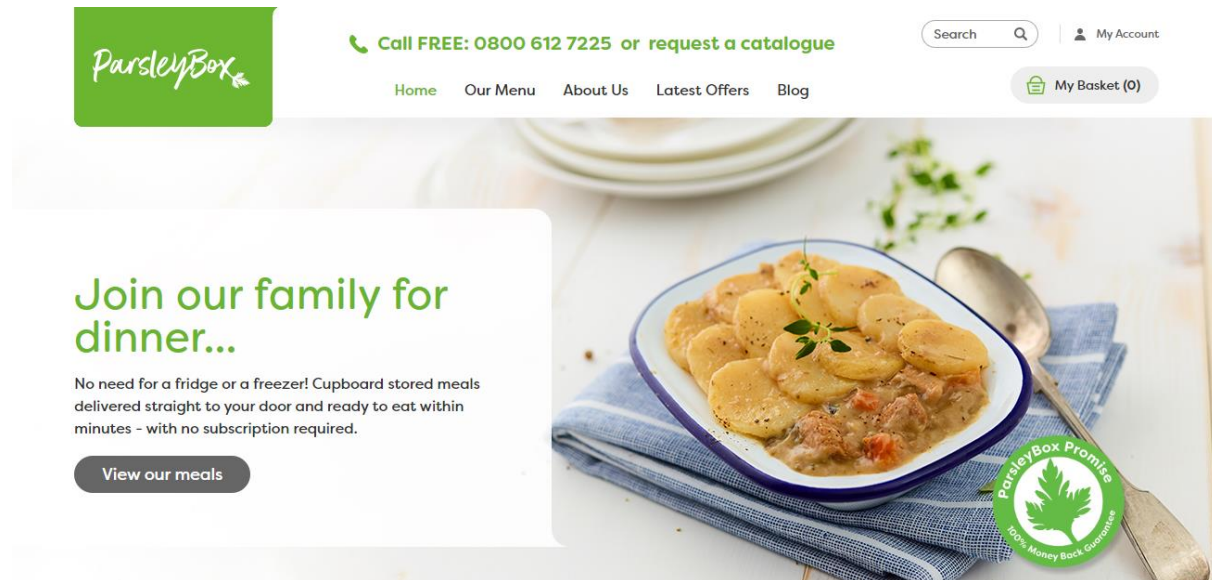 ParsleyBox
Call FREE: 0800 612 7225 or request a catalogue
Search
My Account
Home Our Menu About Us Latest Offers Blog
My Basket (0)
Join our family for
dinner...
No need for a fridge or a freezer! Cupboard stored meals
delivered straight to your door and ready to eat within
minutes - with no subscription required.
View our meals
ParsleyBox Promise
100% Money Back Guarantee